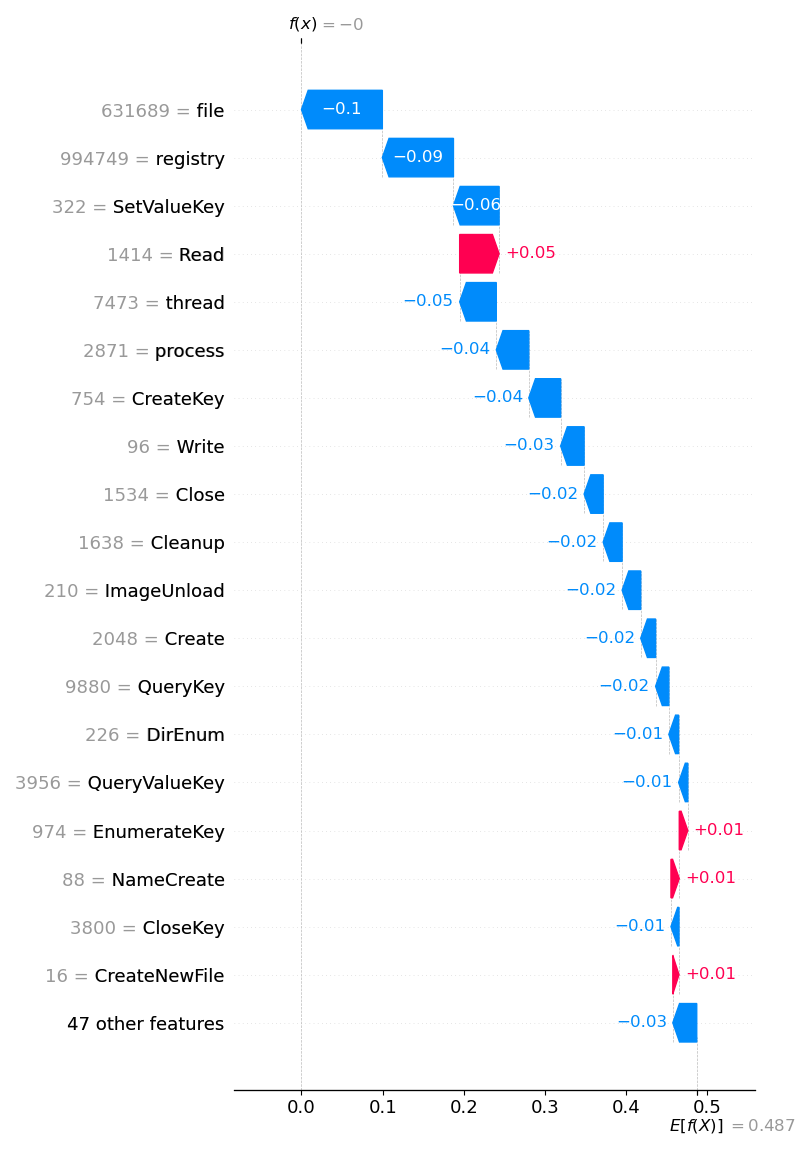 f(x) = −0
631689 = file −0.1
994749 = registry −0.09
322 = SetValueKey −0.06
1414 = Read +0.05
7473 = thread −0.05
2871 = process −0.04
754 = CreateKey −0.04
96 = Write −0.03
1534 = Close −0.02
1638 = Cleanup −0.02
210 = ImageUnload −0.02
2048 = Create −0.02
9880 = QueryKey −0.02
226 = DirEnum −0.01
3956 = QueryValueKey −0.01
974 = EnumerateKey +0.01
88 = NameCreate +0.01
3800 = CloseKey −0.01
16 = CreateNewFile +0.01
47 other features −0.03
0.0 0.1 0.2 0.3 0.4 0.5
E[f(X)] = 0.487